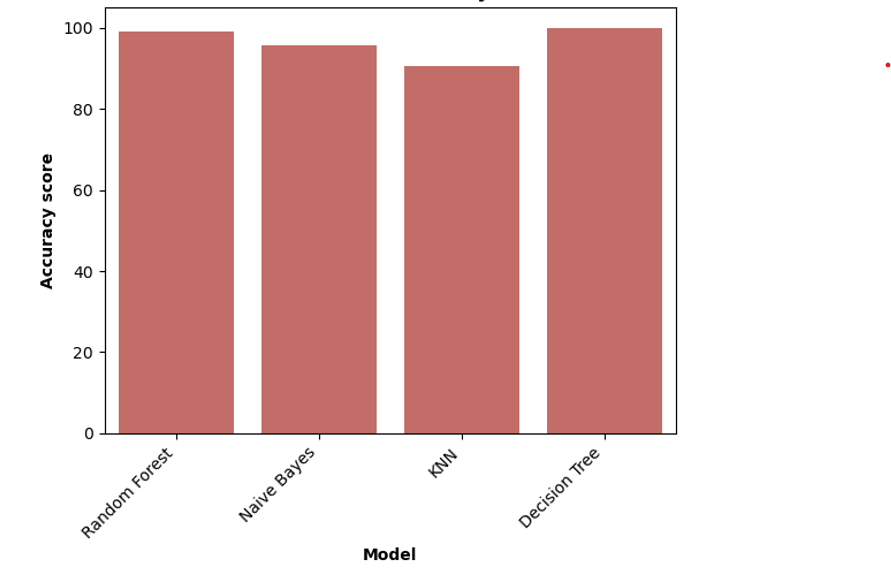 100
80
60
40
20
0
Accuracy score
Random Forest
Naive Bayes
KNN
Decision Tree
Model